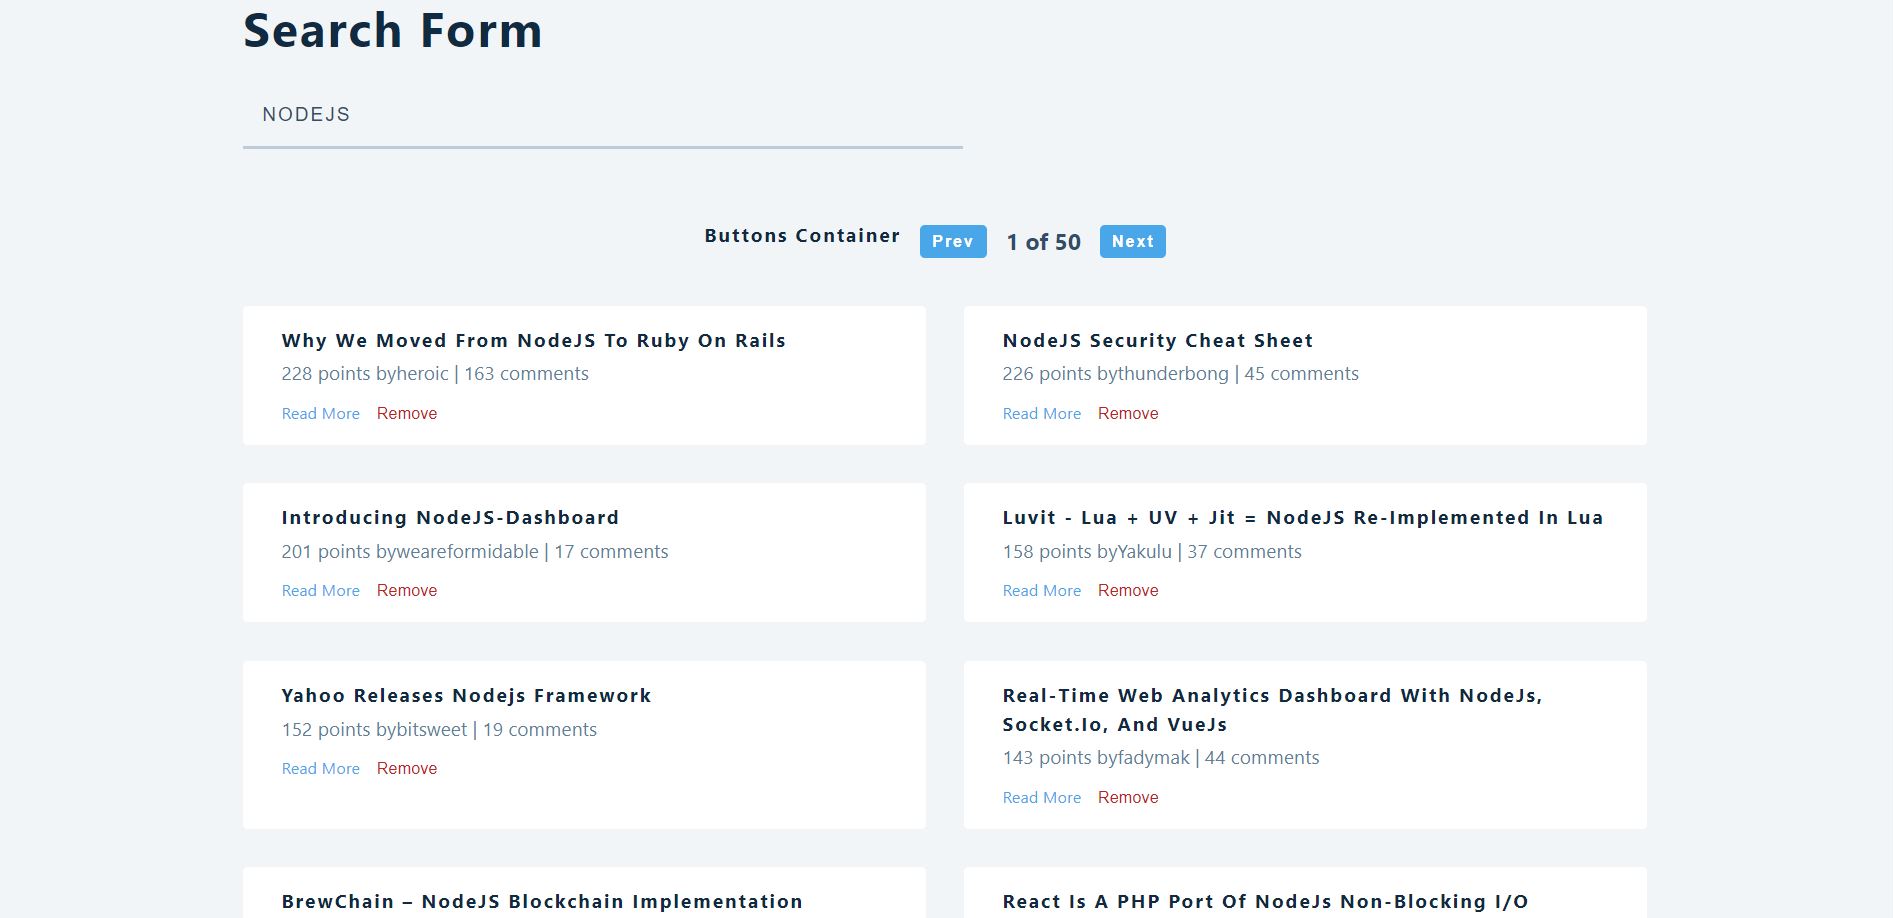 Search Form
NODEJS
Buttons Container Prev 1 of 50 Next
Why We Moved From NodeJS To Ruby On Rails
228 points byheroic | 163 comments
Read More Remove
NodeJS Security Cheat Sheet
226 points bythunderbong | 45 comments
Read More Remove
Introducing NodeJS-Dashboard
201 points byweareformidable | 17 comments
Read More Remove
Luvit - Lua + UV + Jit = NodeJS Re-Implemented In Lua
158 points byYakulu | 37 comments
Read More Remove
Yahoo Releases Nodejs Framework
152 points bybitsweet | 19 comments
Read More Remove
Real-Time Web Analytics Dashboard With NodeJs,
Socket.Io, And VueJs
143 points byfadymak | 44 comments
Read More Remove
BrewChain – NodeJS Blockchain Implementation
React Is A PHP Port Of NodeJs Non-Blocking I/O